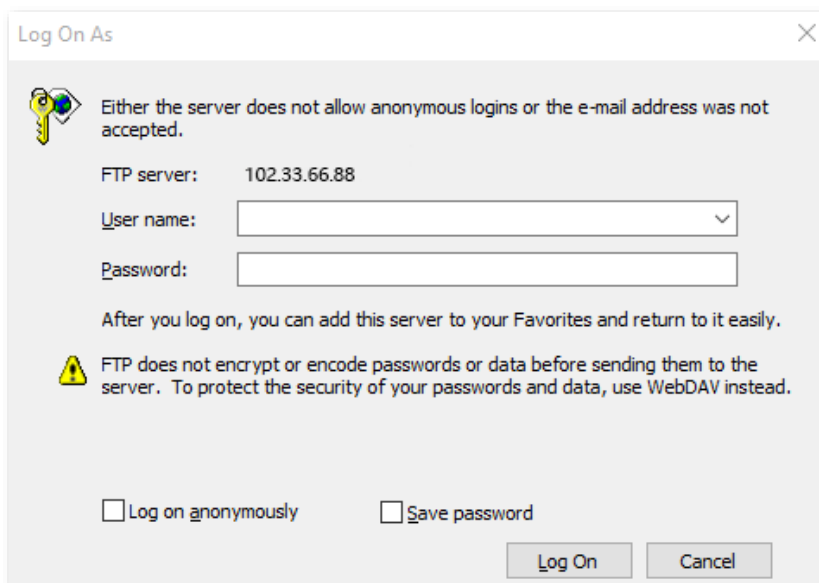 Log On As
Either the server does not allow anonymous logins or the e-mail address was not
accepted.
FTP server: 102.33.66.88
User name:
Password:
After you log on, you can add this server to your Favorites and return to it easily.
FTP does not encrypt or encode passwords or data before sending them to the
server.  To protect the security of your passwords and data, use WebDAV instead.
Log on anonymously Save password
Log On Cancel